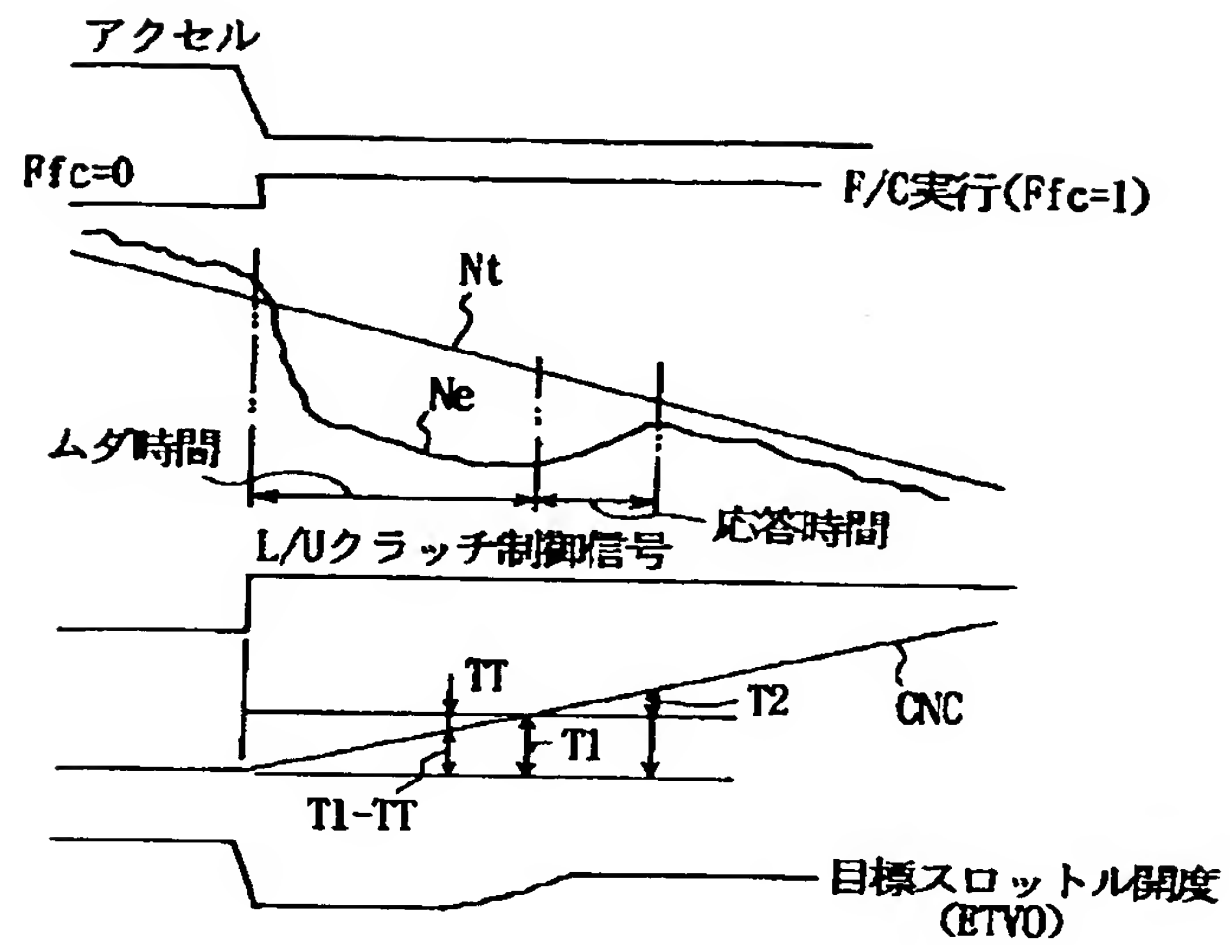 アクセル
Ffc=0
F/C実行(Ffc=1)
Nt
Ne
ムダ時間
応答時間
L/Uクラッチ制御信号
TT
T2
CNC
T1
T1-TT
目標スロットル開度
(ETVO)